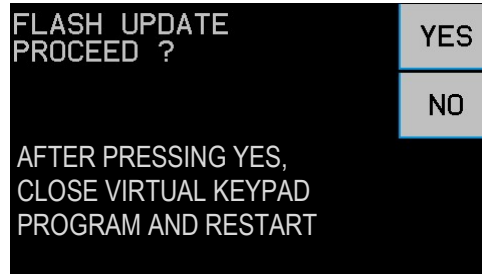 FLASH UPDATE
PROCEED ?
YES
NO
AFTER PRESSING YES,
CLOSE VIRTUAL KEYPAD
PROGRAM AND RESTART